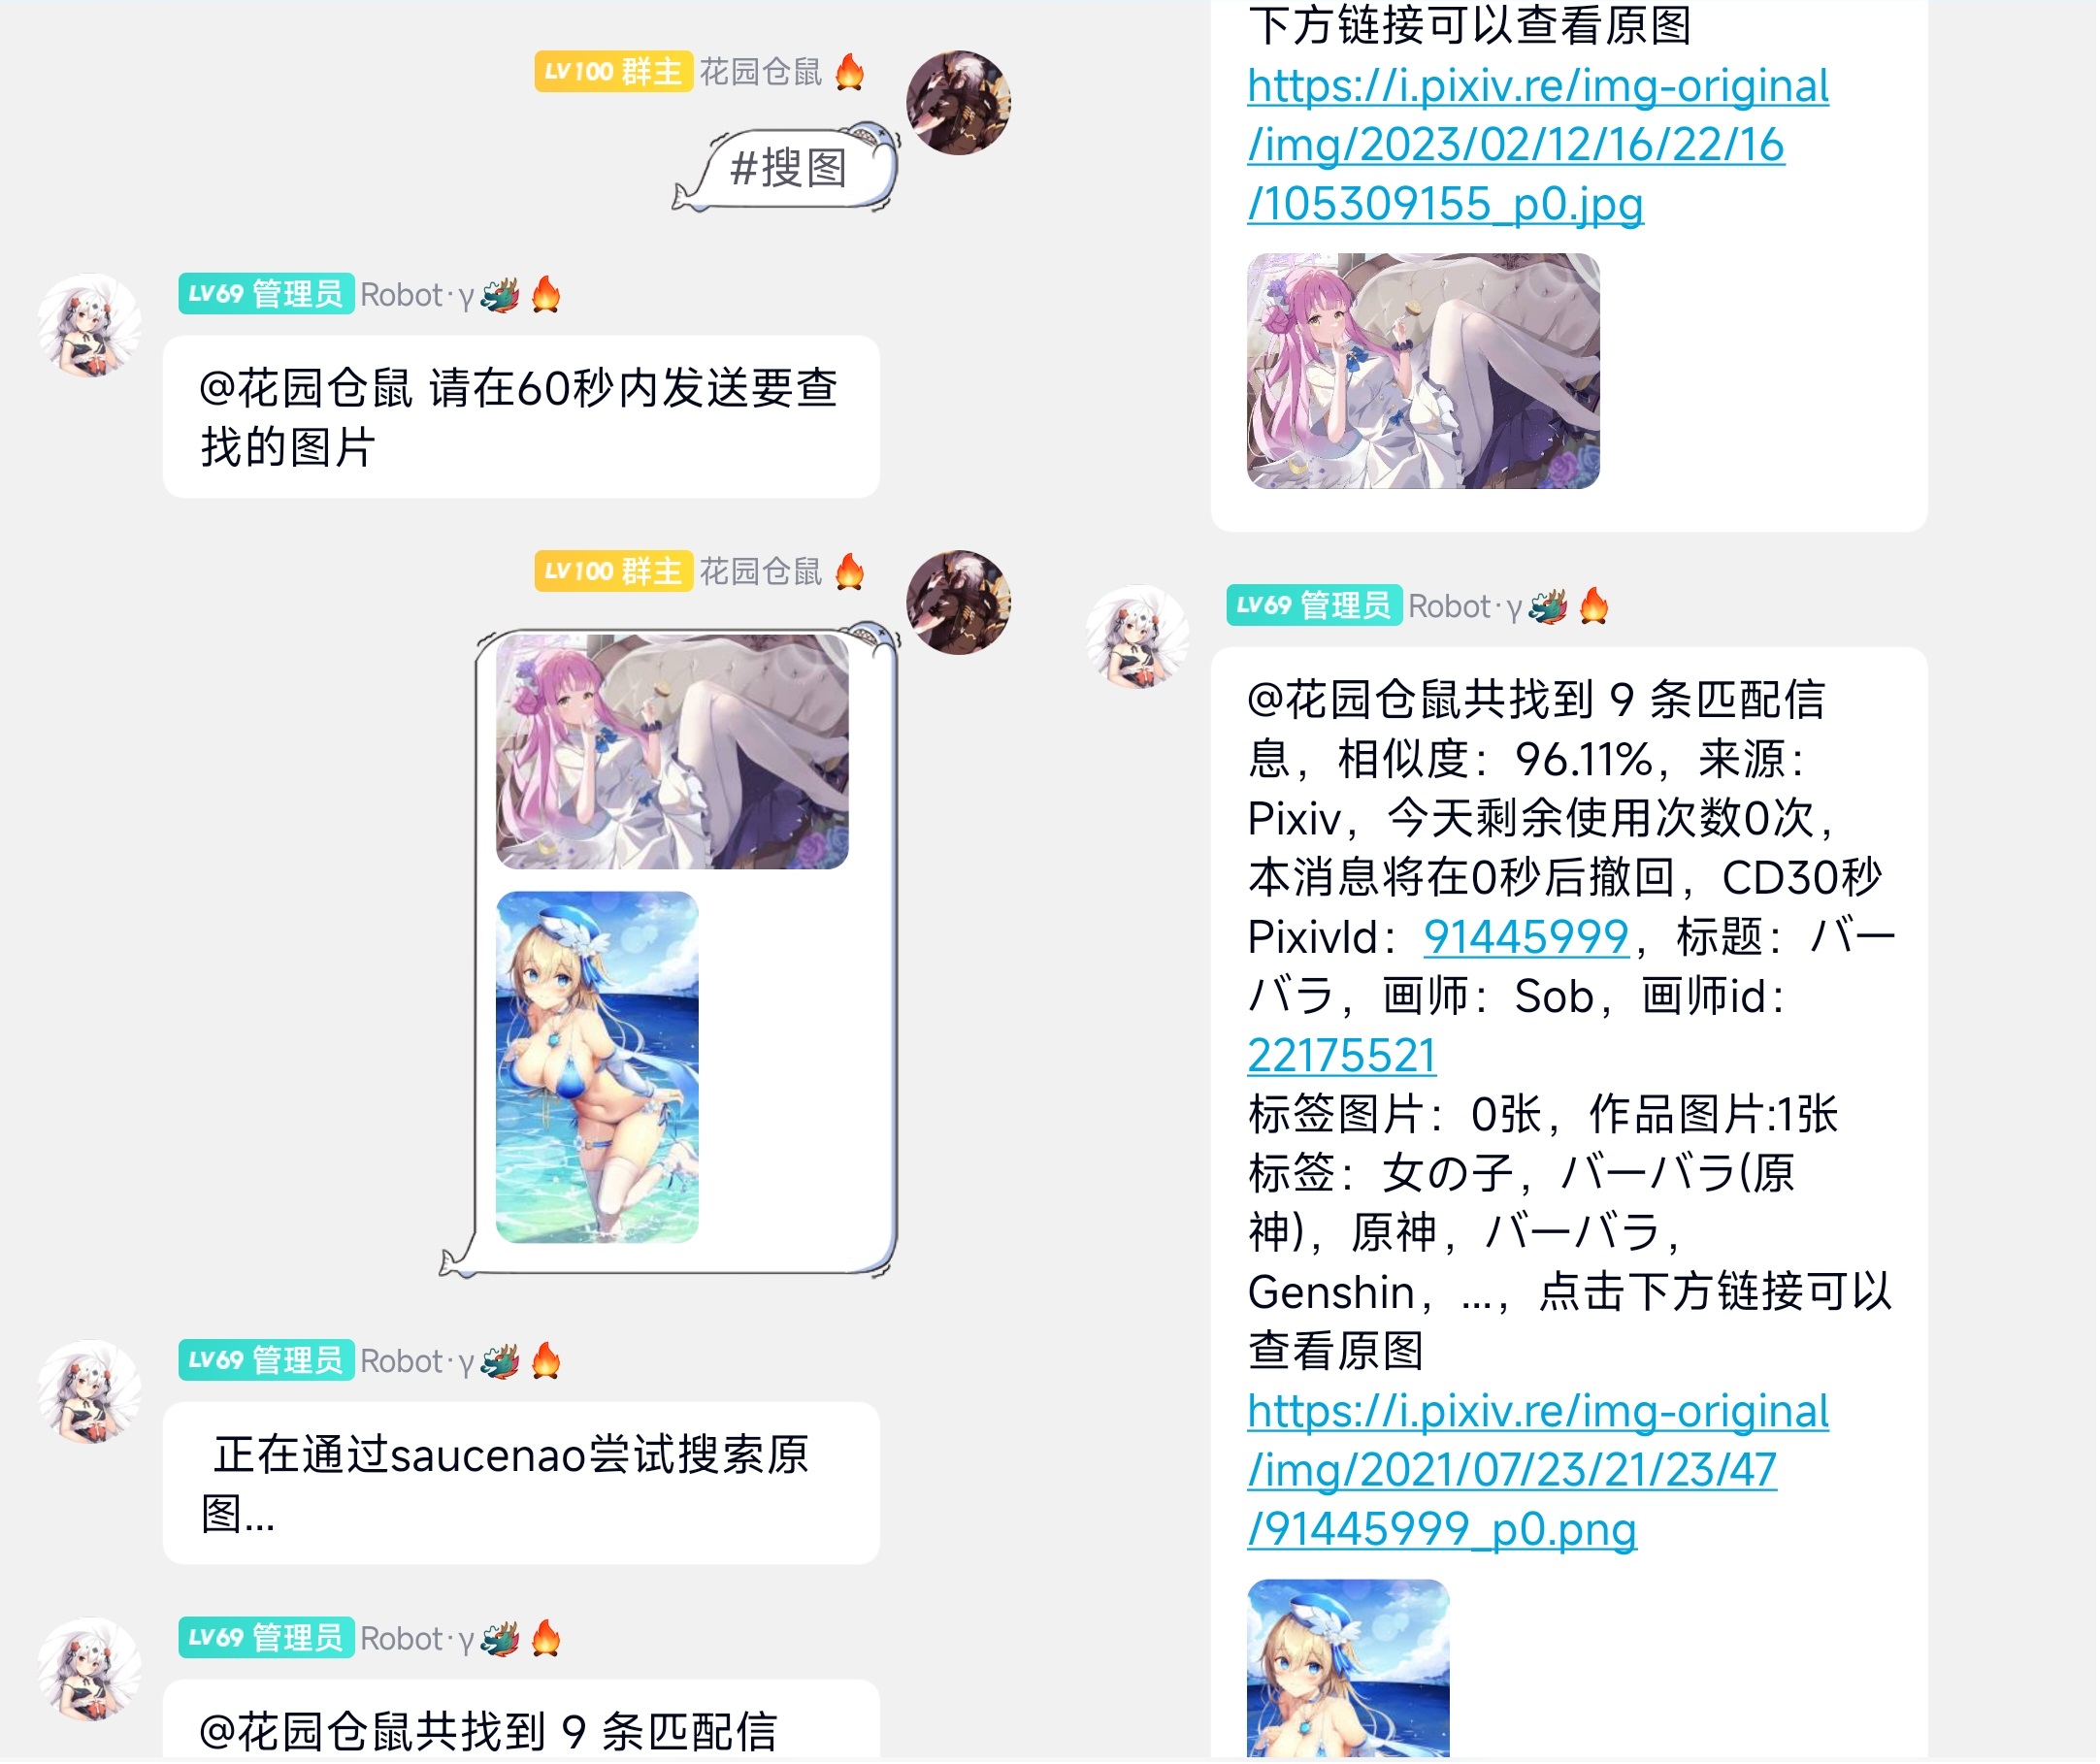 LV100 群主 花园仓鼠
#搜图
LV69 管理员 Robot·γ
@花园仓鼠 请在60秒内发送要查
找的图片
LV100 群主 花园仓鼠
LV69 管理员 Robot·γ
正在通过saucenao尝试搜索原
图...
LV69 管理员 Robot·γ
@花园仓鼠共找到 9 条匹配信
下方链接可以查看原图
https://i.pixiv.re/img-original
/img/2023/02/12/16/22/16
/105309155_p0.jpg
LV69 管理员 Robot·γ
@花园仓鼠共找到 9 条匹配信
息，相似度：96.11%，来源：
Pixiv，今天剩余使用次数0次，
本消息将在0秒后撤回，CD30秒
PixivId：91445999，标题：バー
バラ，画师：Sob，画师id：
22175521
标签图片：0张，作品图片:1张
标签：女の子，バーバラ(原
神)，原神，バーバラ，
Genshin，...，点击下方链接可以
查看原图
https://i.pixiv.re/img-original
/img/2021/07/23/21/23/47
/91445999_p0.png